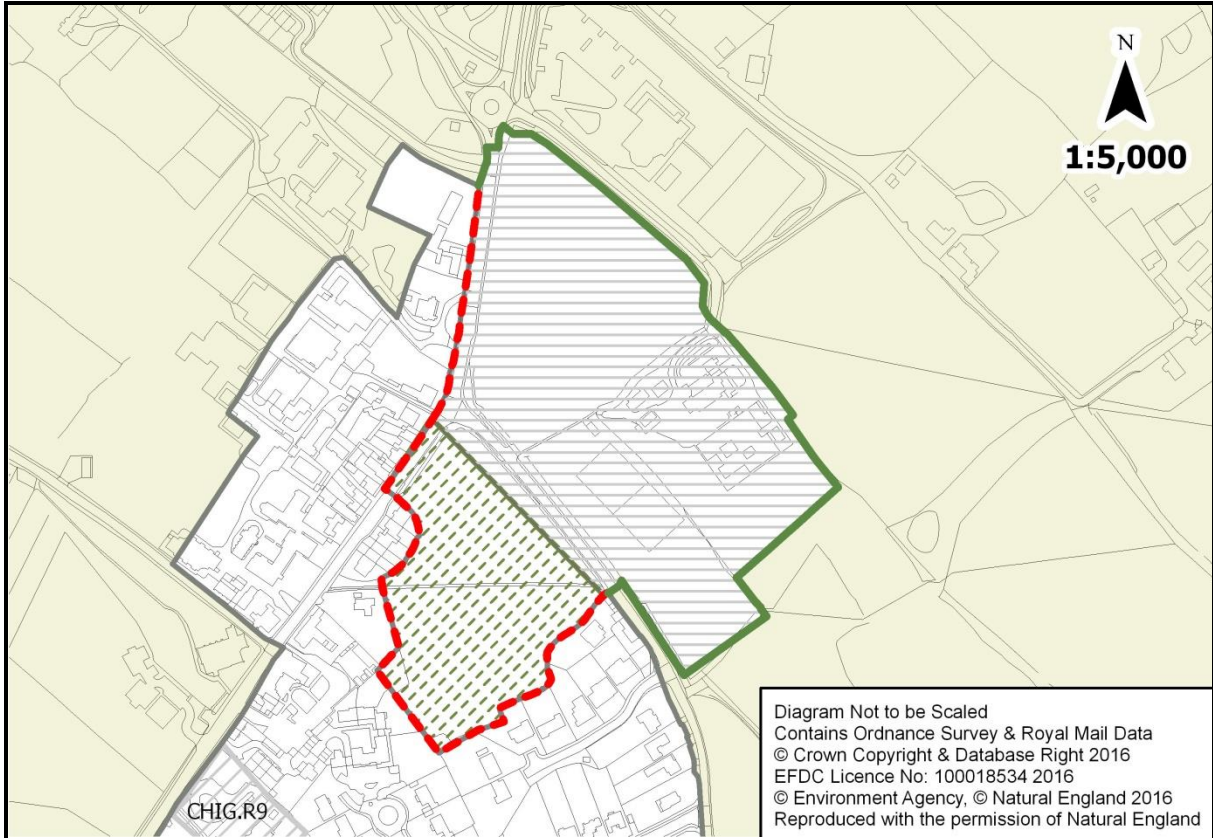 N
1:5,000
CHIG.R9
Diagram Not to be Scaled
Contains Ordnance Survey & Royal Mail Data
© Crown Copyright & Database Right 2016
EFDC Licence No: 100018534 2016
© Environment Agency, © Natural England 2016
Reproduced with the permission of Natural England